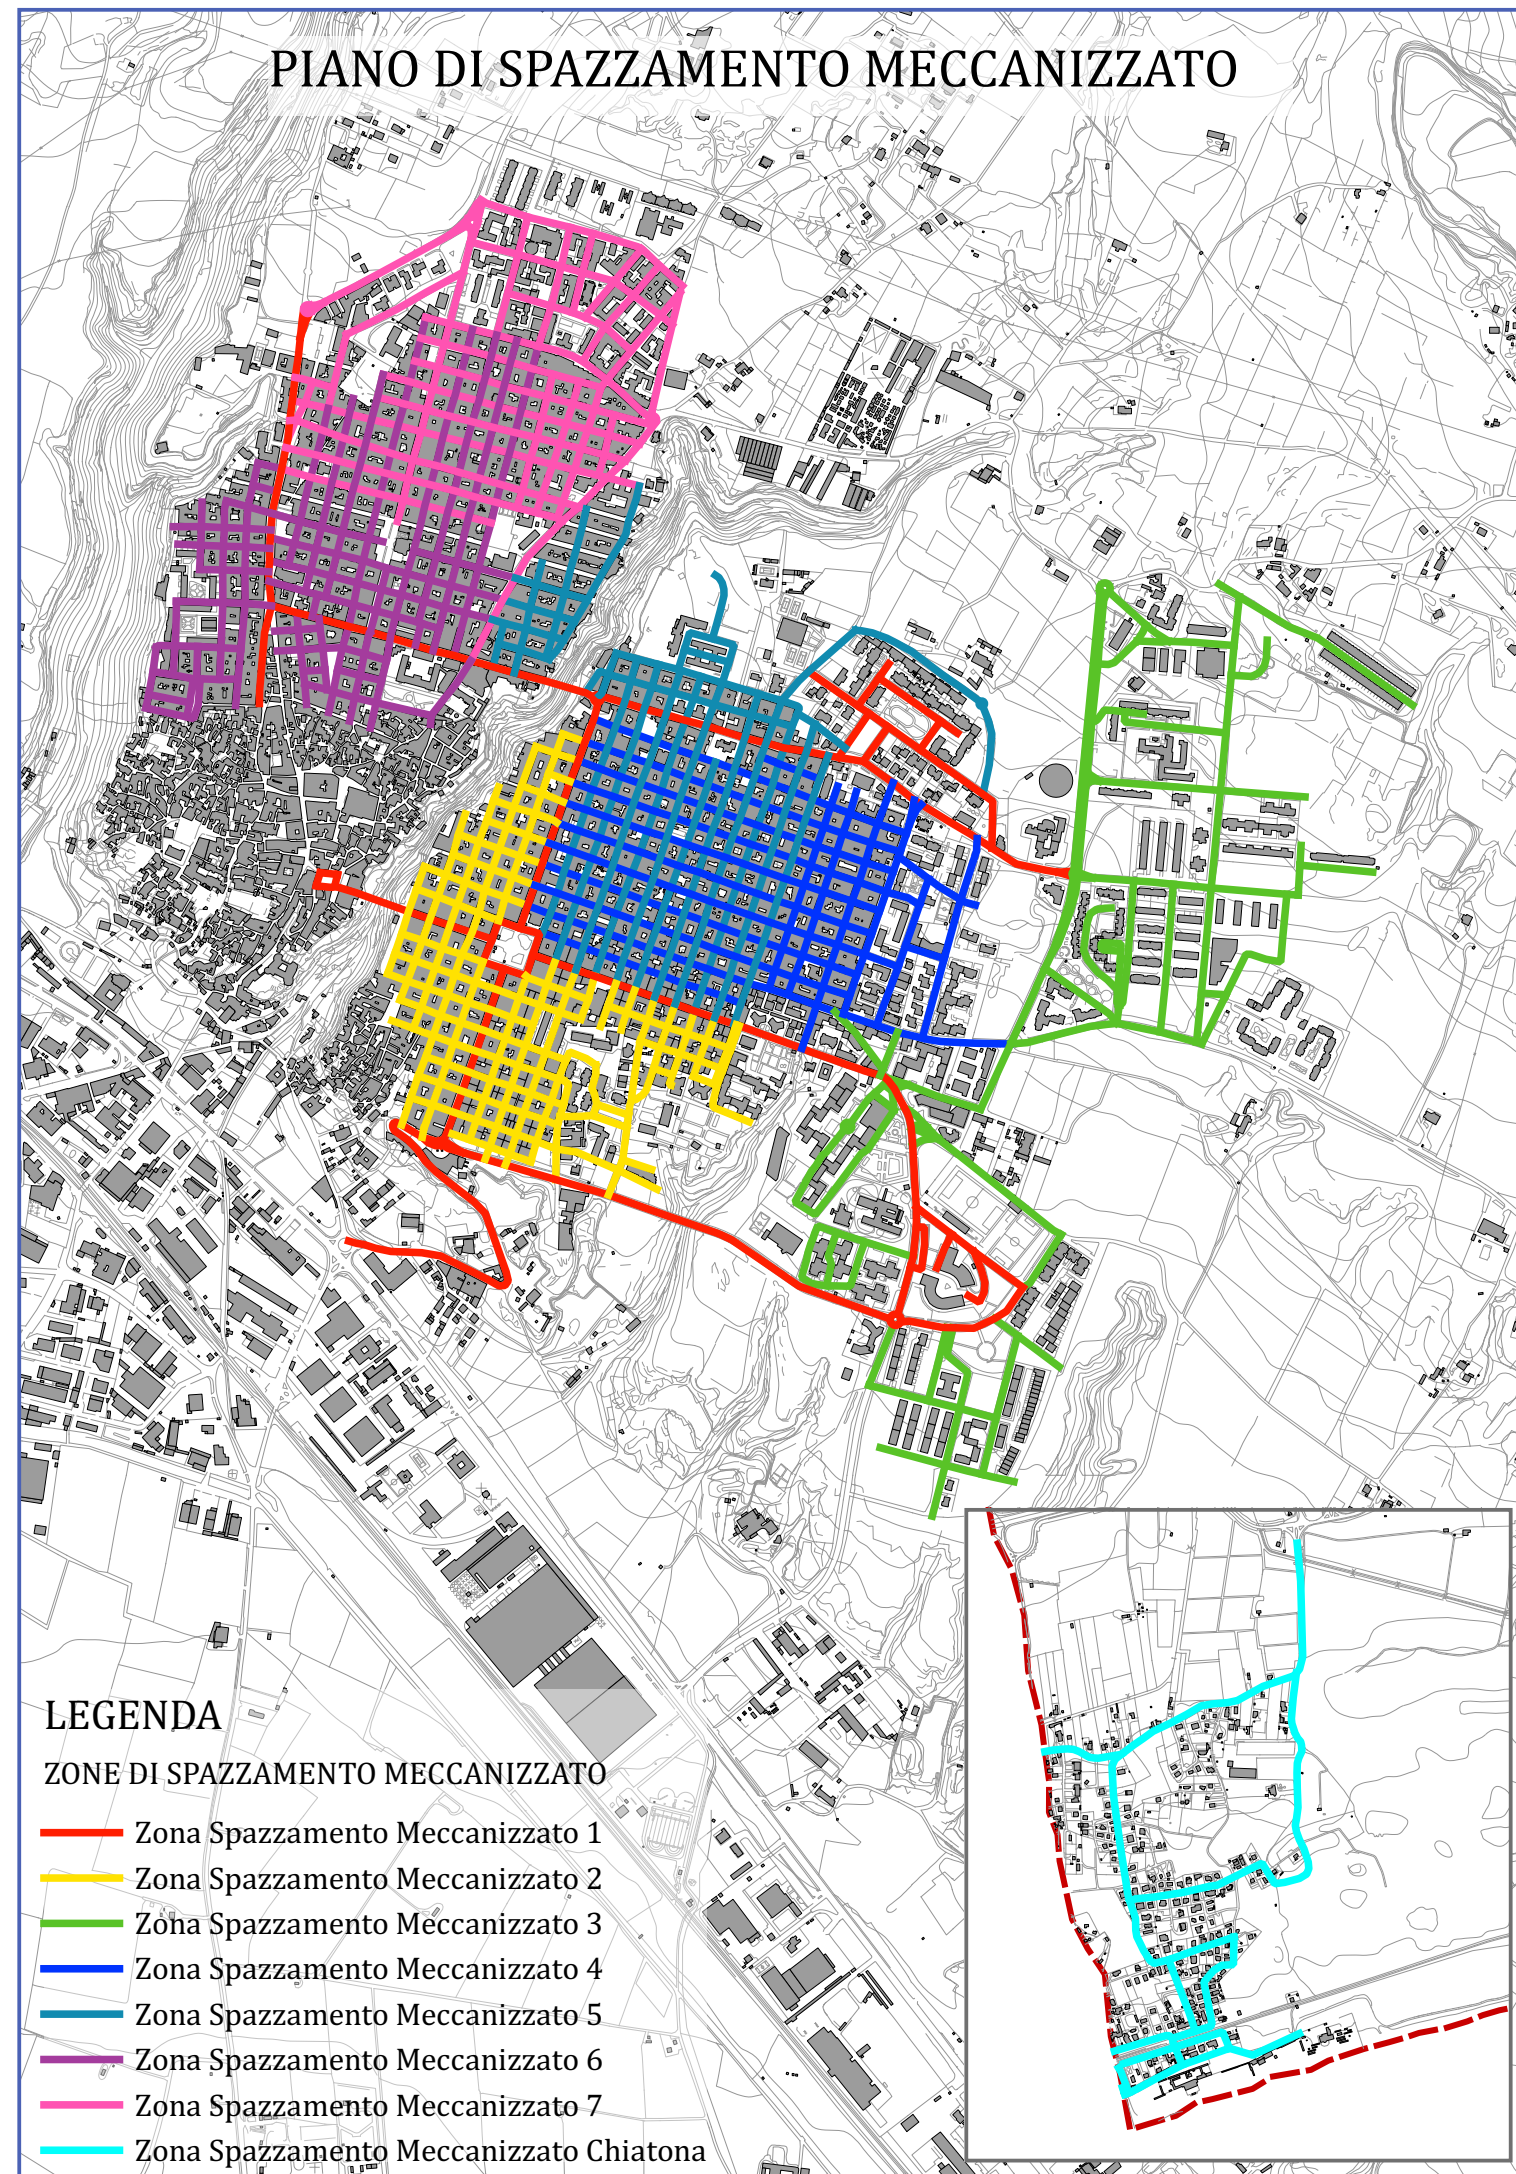 PIANO DI SPAZZAMENTO MECCANIZZATO
LEGENDA
ZONE DI SPAZZAMENTO MECCANIZZATO
Zona Spazzamento Meccanizzato 1
Zona Spazzamento Meccanizzato 2
Zona Spazzamento Meccanizzato 3
Zona Spazzamento Meccanizzato 4
Zona Spazzamento Meccanizzato 5
Zona Spazzamento Meccanizzato 6
Zona Spazzamento Meccanizzato 7
Zona Spazzamento Meccanizzato Chiatona